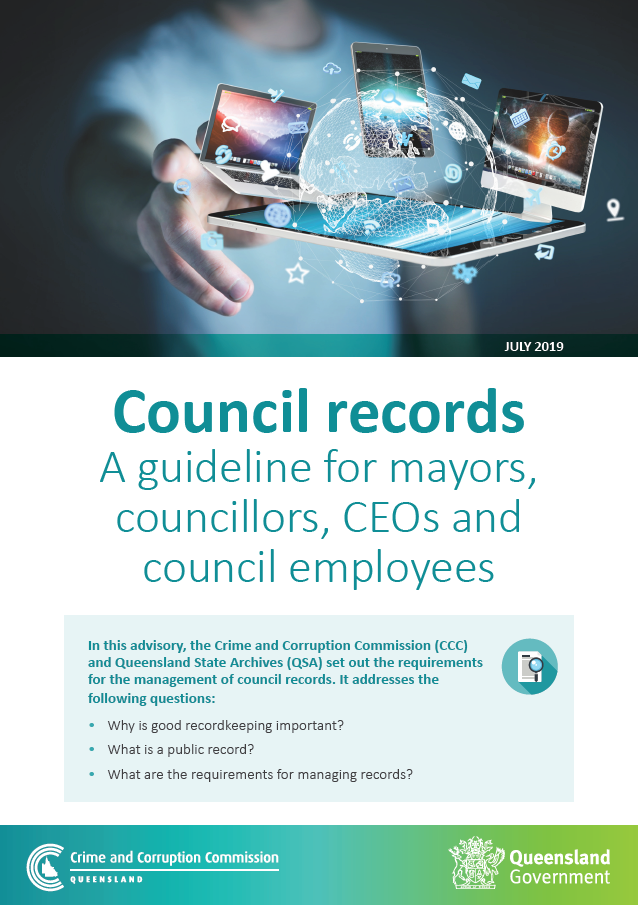 JULY 2019
Council records
A guideline for mayors,
councillors, CEOs and
council employees
In this advisory, the Crime and Corruption Commission (CCC)
and Queensland State Archives (QSA) set out the requirements
for the management of council records. It addresses the
following questions:
• Why is good recordkeeping important?
• What is a public record?
• What are the requirements for managing records?
Crime and Corruption Commission
QUEENSLAND
Queensland
Government